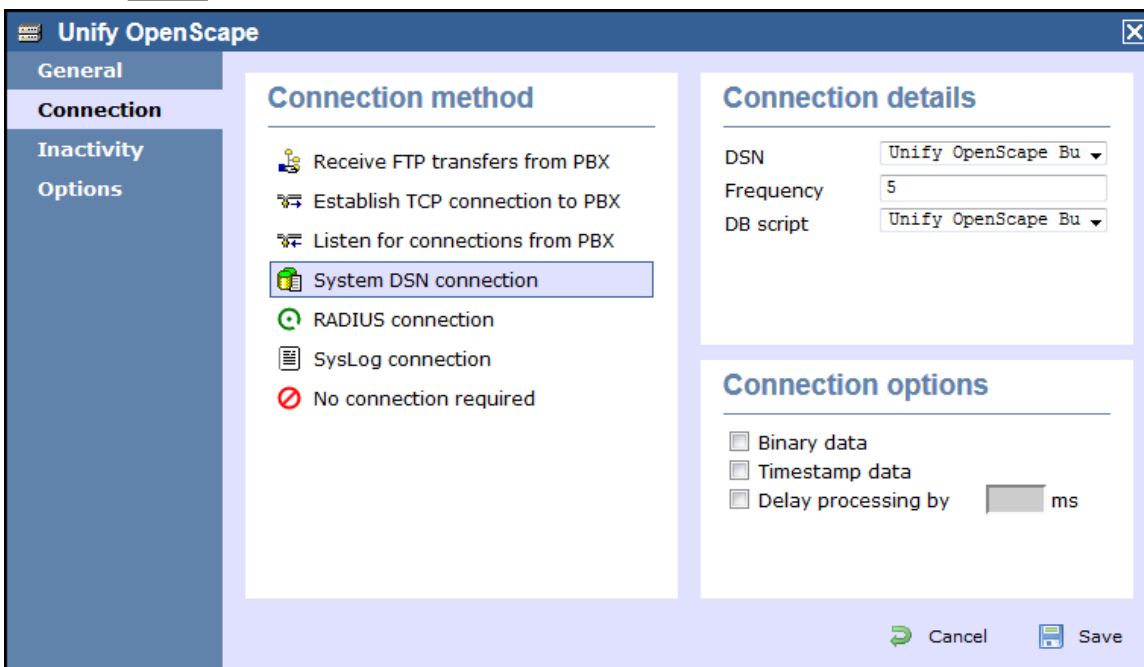 Unify OpenScape
General
Connection
Inactivity
Options
Connection method
Receive FTP transfers from PBX
Establish TCP connection to PBX
Listen for connections from PBX
System DSN connection
RADIUS connection
SysLog connection
No connection required
Connection details
DSN Unify OpenScape Bu
Frequency 5
DB script Unify OpenScape Bu
Connection options
Binary data
Timestamp data
Delay processing by ms
Cancel Save